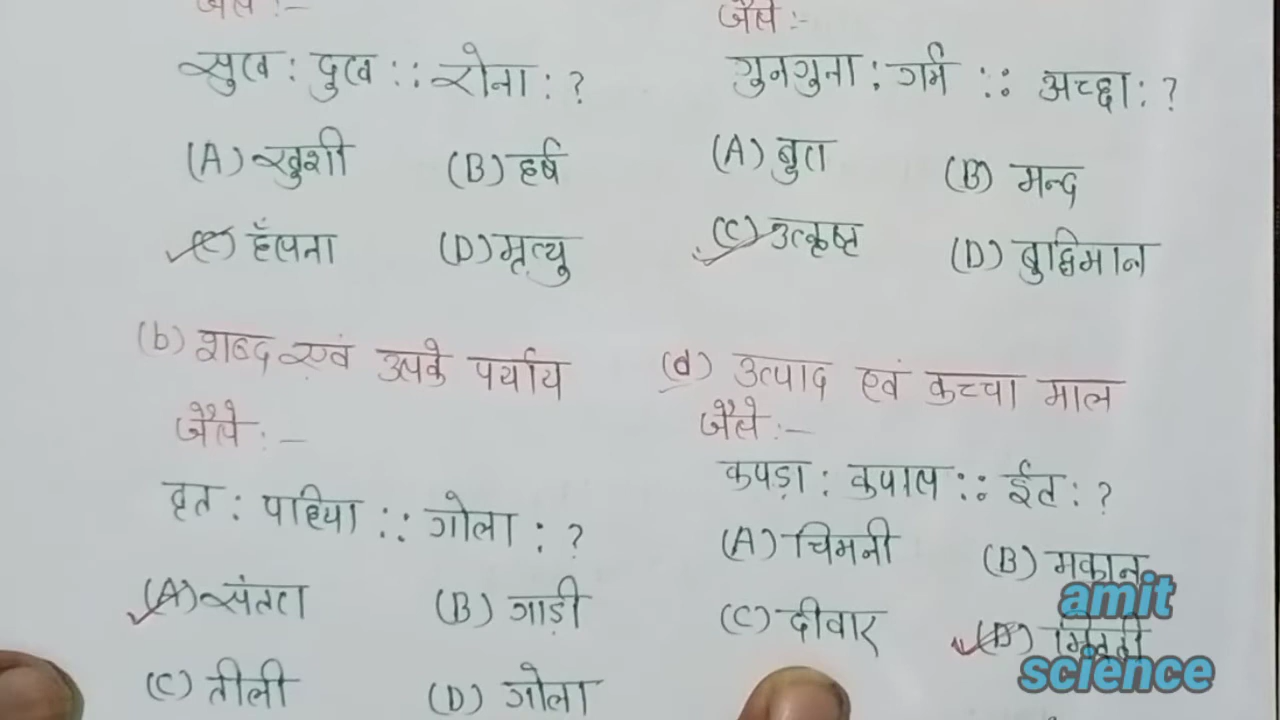 जैसे :-
सुख : दुख :: रोना : ?
(A) खुशी (B) हर्ष
(C) हँसना (D) मृत्यु
(b) शब्द एवं उसके पर्याय
जैसे :-
वृत : पहिया :: गोला : ?
(A) संतरा (B) गाड़ी
(C) तीली (D) गोला
जैसे :-
गुनगुना : गर्म :: अच्छा : ?
(A) बुरा (B) मन्द
(C) उत्कृष्ट (D) बुद्धिमान
(d) उत्पाद एवं कच्चा माल
जैसे :-
कपड़ा : कपास :: ईंट : ?
(A) चिमनी (B) मकान
(C) दीवार (D) मिट्टी
amit
science